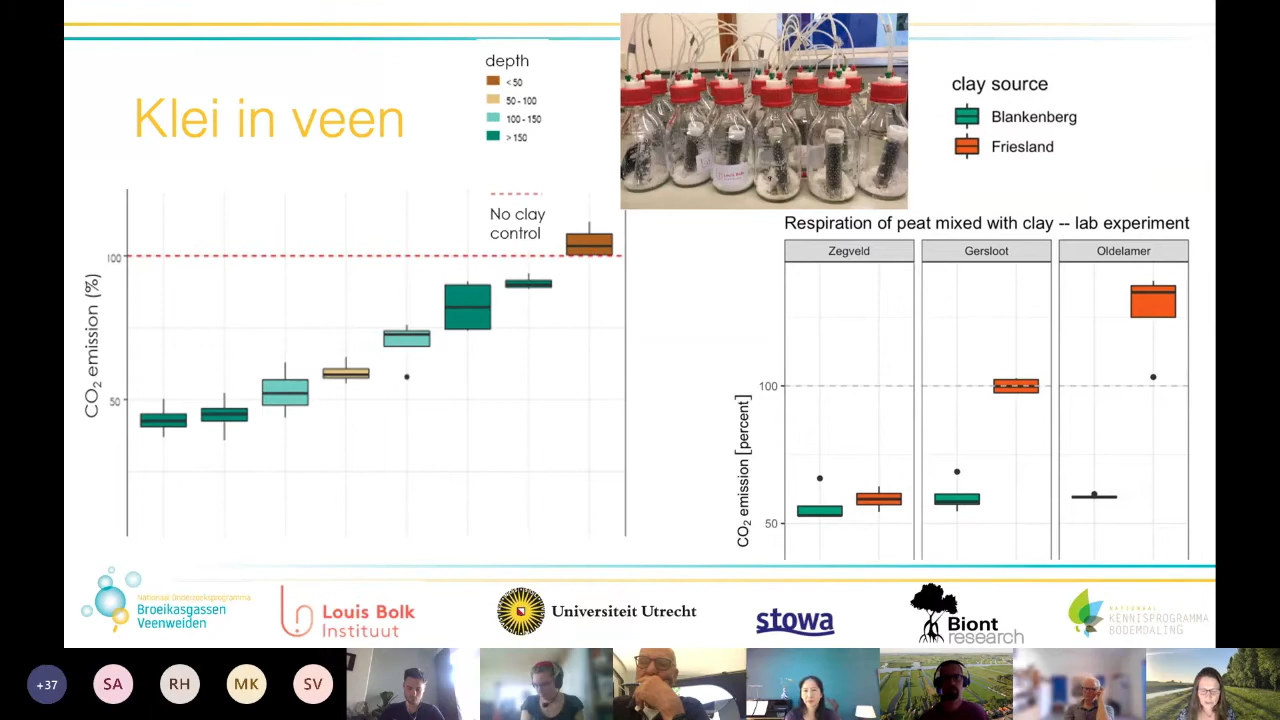 Klei in veen
depth
< 50
50 - 100
100 - 150
> 150
clay source
Blankenberg
Friesland
No clay
control
100
50
CO2 emission (%)
Respiration of peat mixed with clay -- lab experiment
Zegveld
Gersloot
Oldelamer
100
50
CO2 emission [percent]
Nationaal Onderzoeksprogramma
Broeikasgassen
Veenweiden
Louis Bolk
Instituut
Universiteit Utrecht
stowa
Biont
research
NATIONAAL
KENNISPROGRAMMA
BODEMDALING
+37
SA
RH
MK
SV